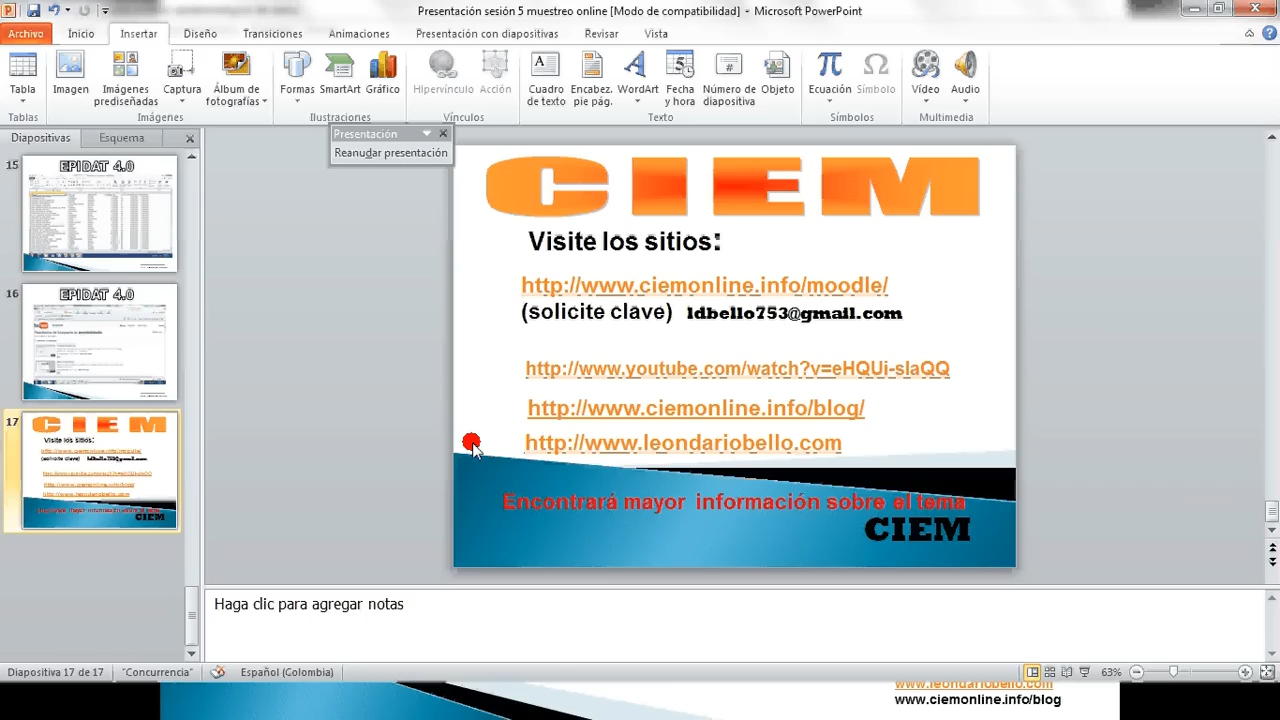 Presentación sesión 5 muestreo online [Modo de compatibilidad] - Microsoft PowerPoint
Archivo Inicio Insertar Diseño Transiciones Animaciones Presentación con diapositivas Revisar Vista
Tabla
Imagen
Imágenes prediseñadas
Captura
Álbum de fotografías
Formas
SmartArt
Gráfico
Hipervínculo
Acción
Cuadro de texto
Encabez. pie pág.
WordArt
Fecha y hora
Número de diapositiva
Objeto
Ecuación
Símbolo
Vídeo
Audio
Tablas Imágenes Ilustraciones Vínculos Texto Símbolos Multimedia
Presentación
Reanudar presentación
Diapositivas Esquema
15
EPIDAT 4.0
16
EPIDAT 4.0
17
CIEM
Visite los sitios:
CIEM
CIEM
Visite los sitios:
http://www.ciemonline.info/moodle/
(solicite clave) ldbello753@gmail.com
http://www.youtube.com/watch?v=eHQUi-slaQQ
http://www.ciemonline.info/blog/
http://www.leondariobello.com
Encontrará mayor información sobre el tema
CIEM
Haga clic para agregar notas
Diapositiva 17 de 17 "Concurrencia" Español (Colombia) 63%
www.leondariobello.com
www.ciemonline.info/blog